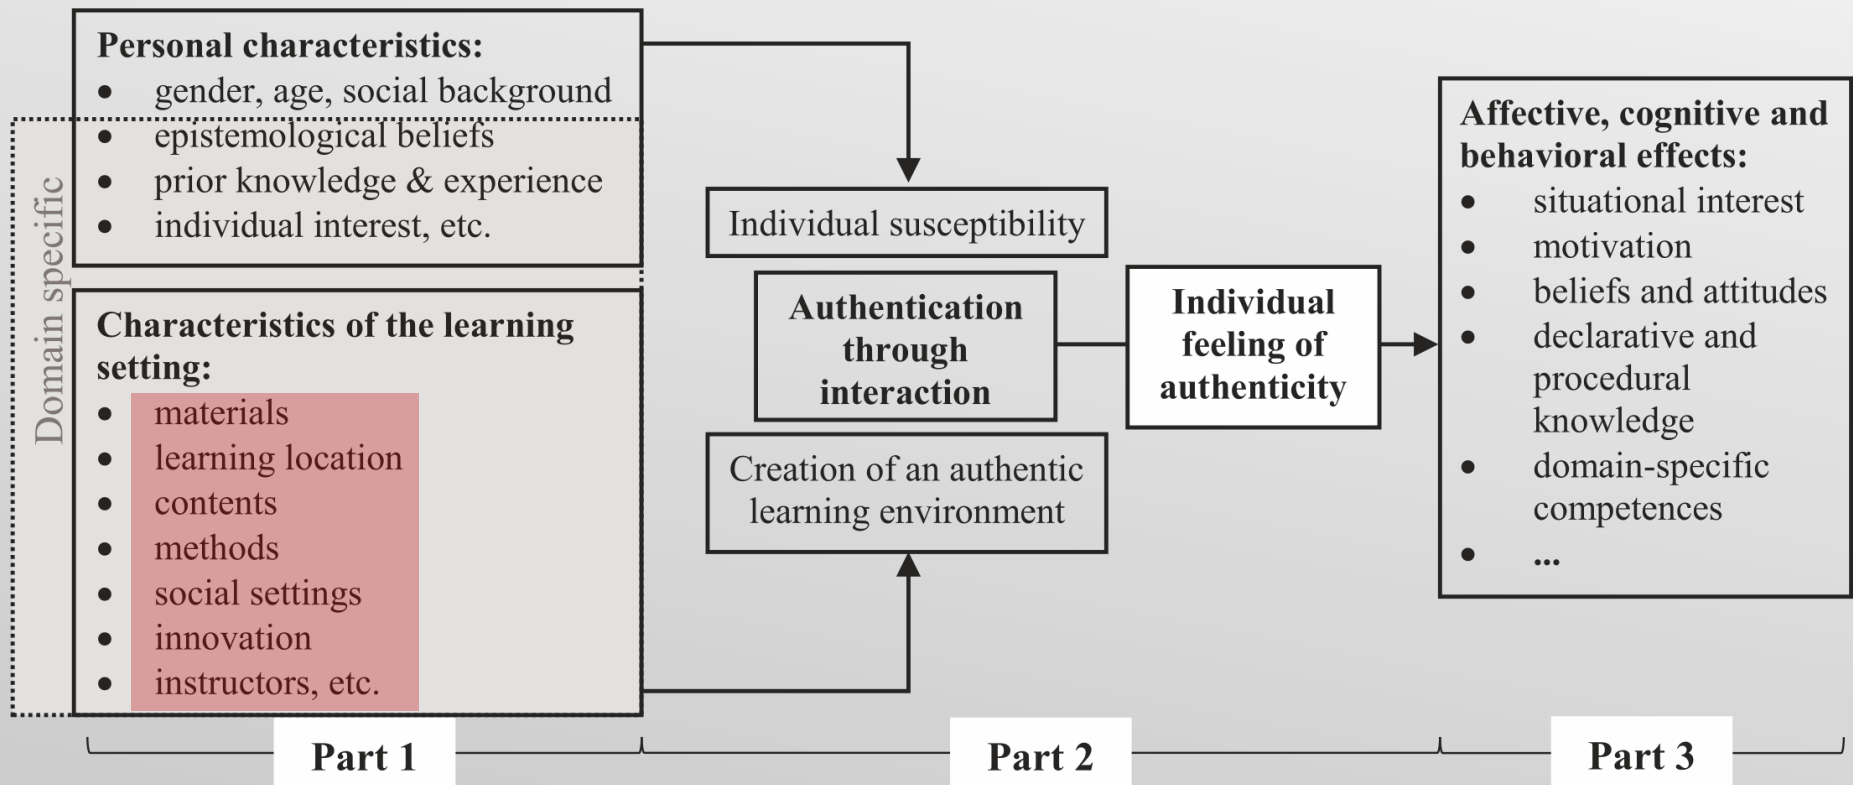 Personal characteristics:
• gender, age, social background
• epistemological beliefs
• prior knowledge & experience
• individual interest, etc.
Domain specific
Characteristics of the learning
setting:
• materials
• learning location
• contents
• methods
• social settings
• innovation
• instructors, etc.
Individual susceptibility
Authentication
through
interaction
Creation of an authentic
learning environment
Individual
feeling of
authenticity
Affective, cognitive and
behavioral effects:
• situational interest
• motivation
• beliefs and attitudes
• declarative and
procedural
knowledge
• domain-specific
competences
• ...
Part 1
Part 2
Part 3